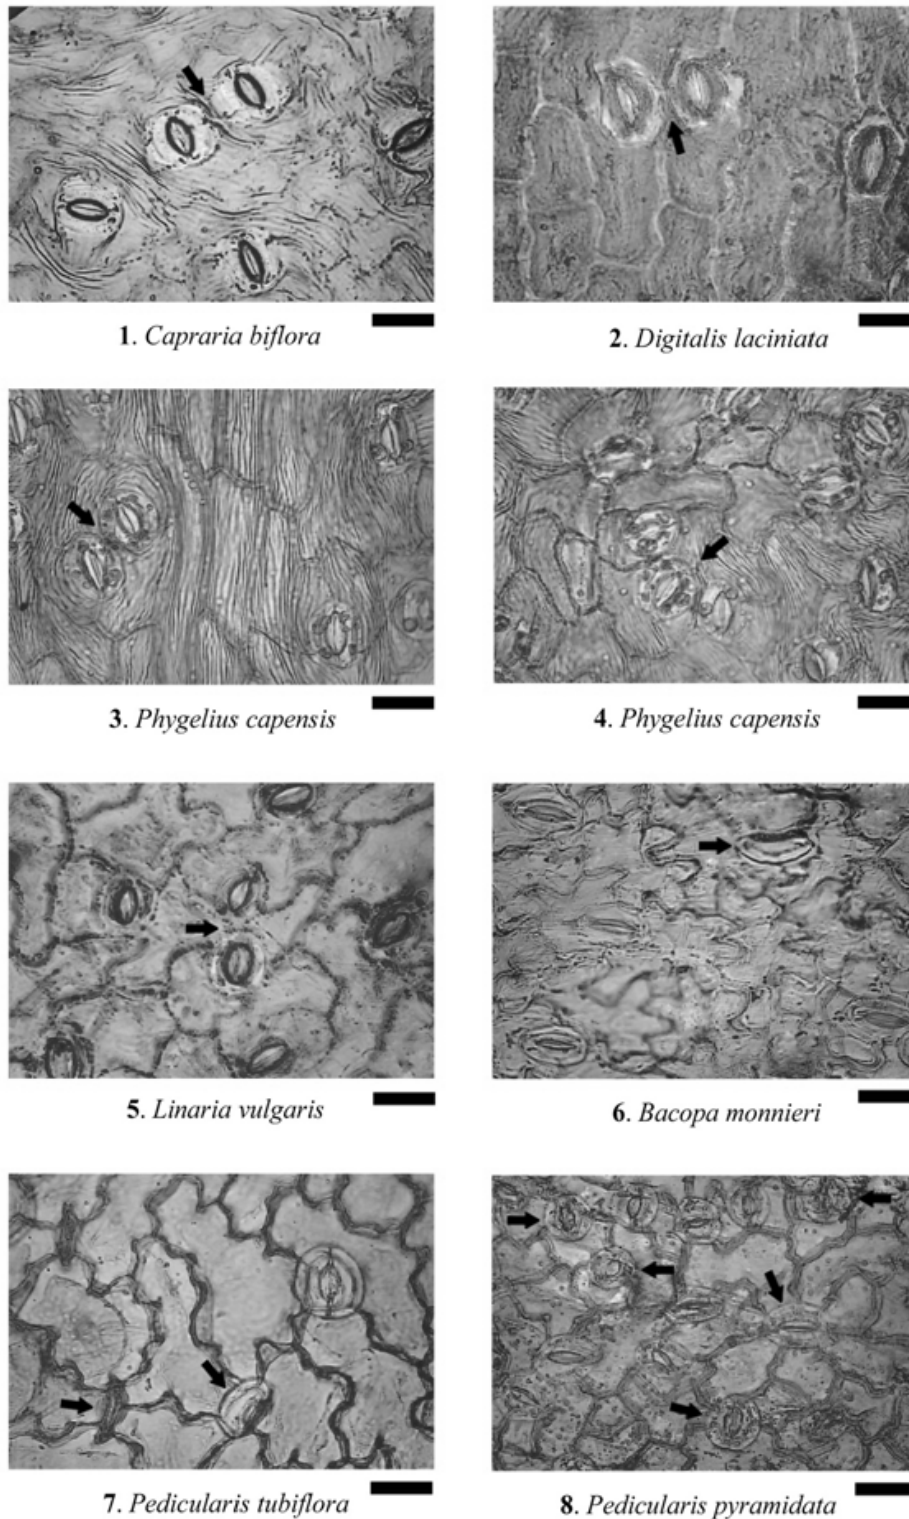 1. Capraria biflora
2. Digitalis laciniata
3. Phygelius capensis
4. Phygelius capensis
5. Linaria vulgaris
6. Bacopa monnieri
7. Pedicularis tubiflora
8. Pedicularis pyramidata